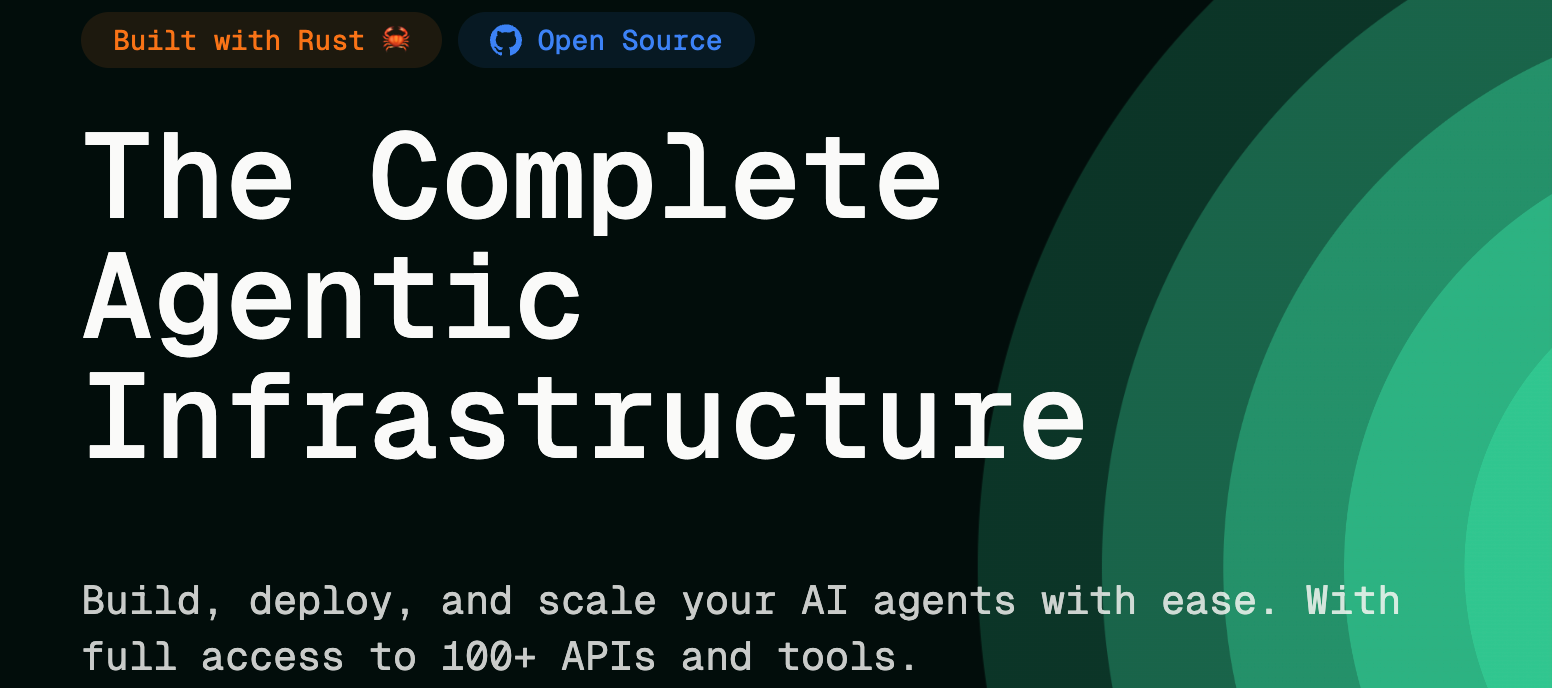 Built with Rust 🦀 Open Source
The Complete
Agentic
Infrastructure
Build, deploy, and scale your AI agents with ease. With
full access to 100+ APIs and tools.